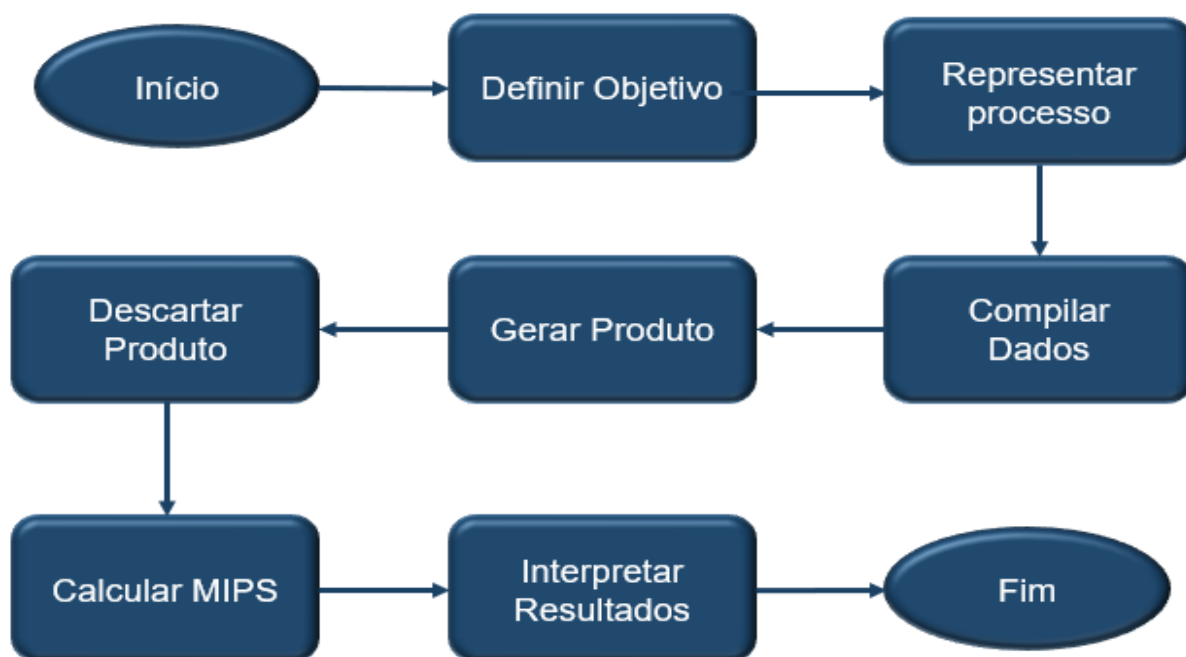 Início
Definir Objetivo
Representar
processo
Compilar
Dados
Gerar Produto
Descartar
Produto
Calcular MIPS
Interpretar
Resultados
Fim